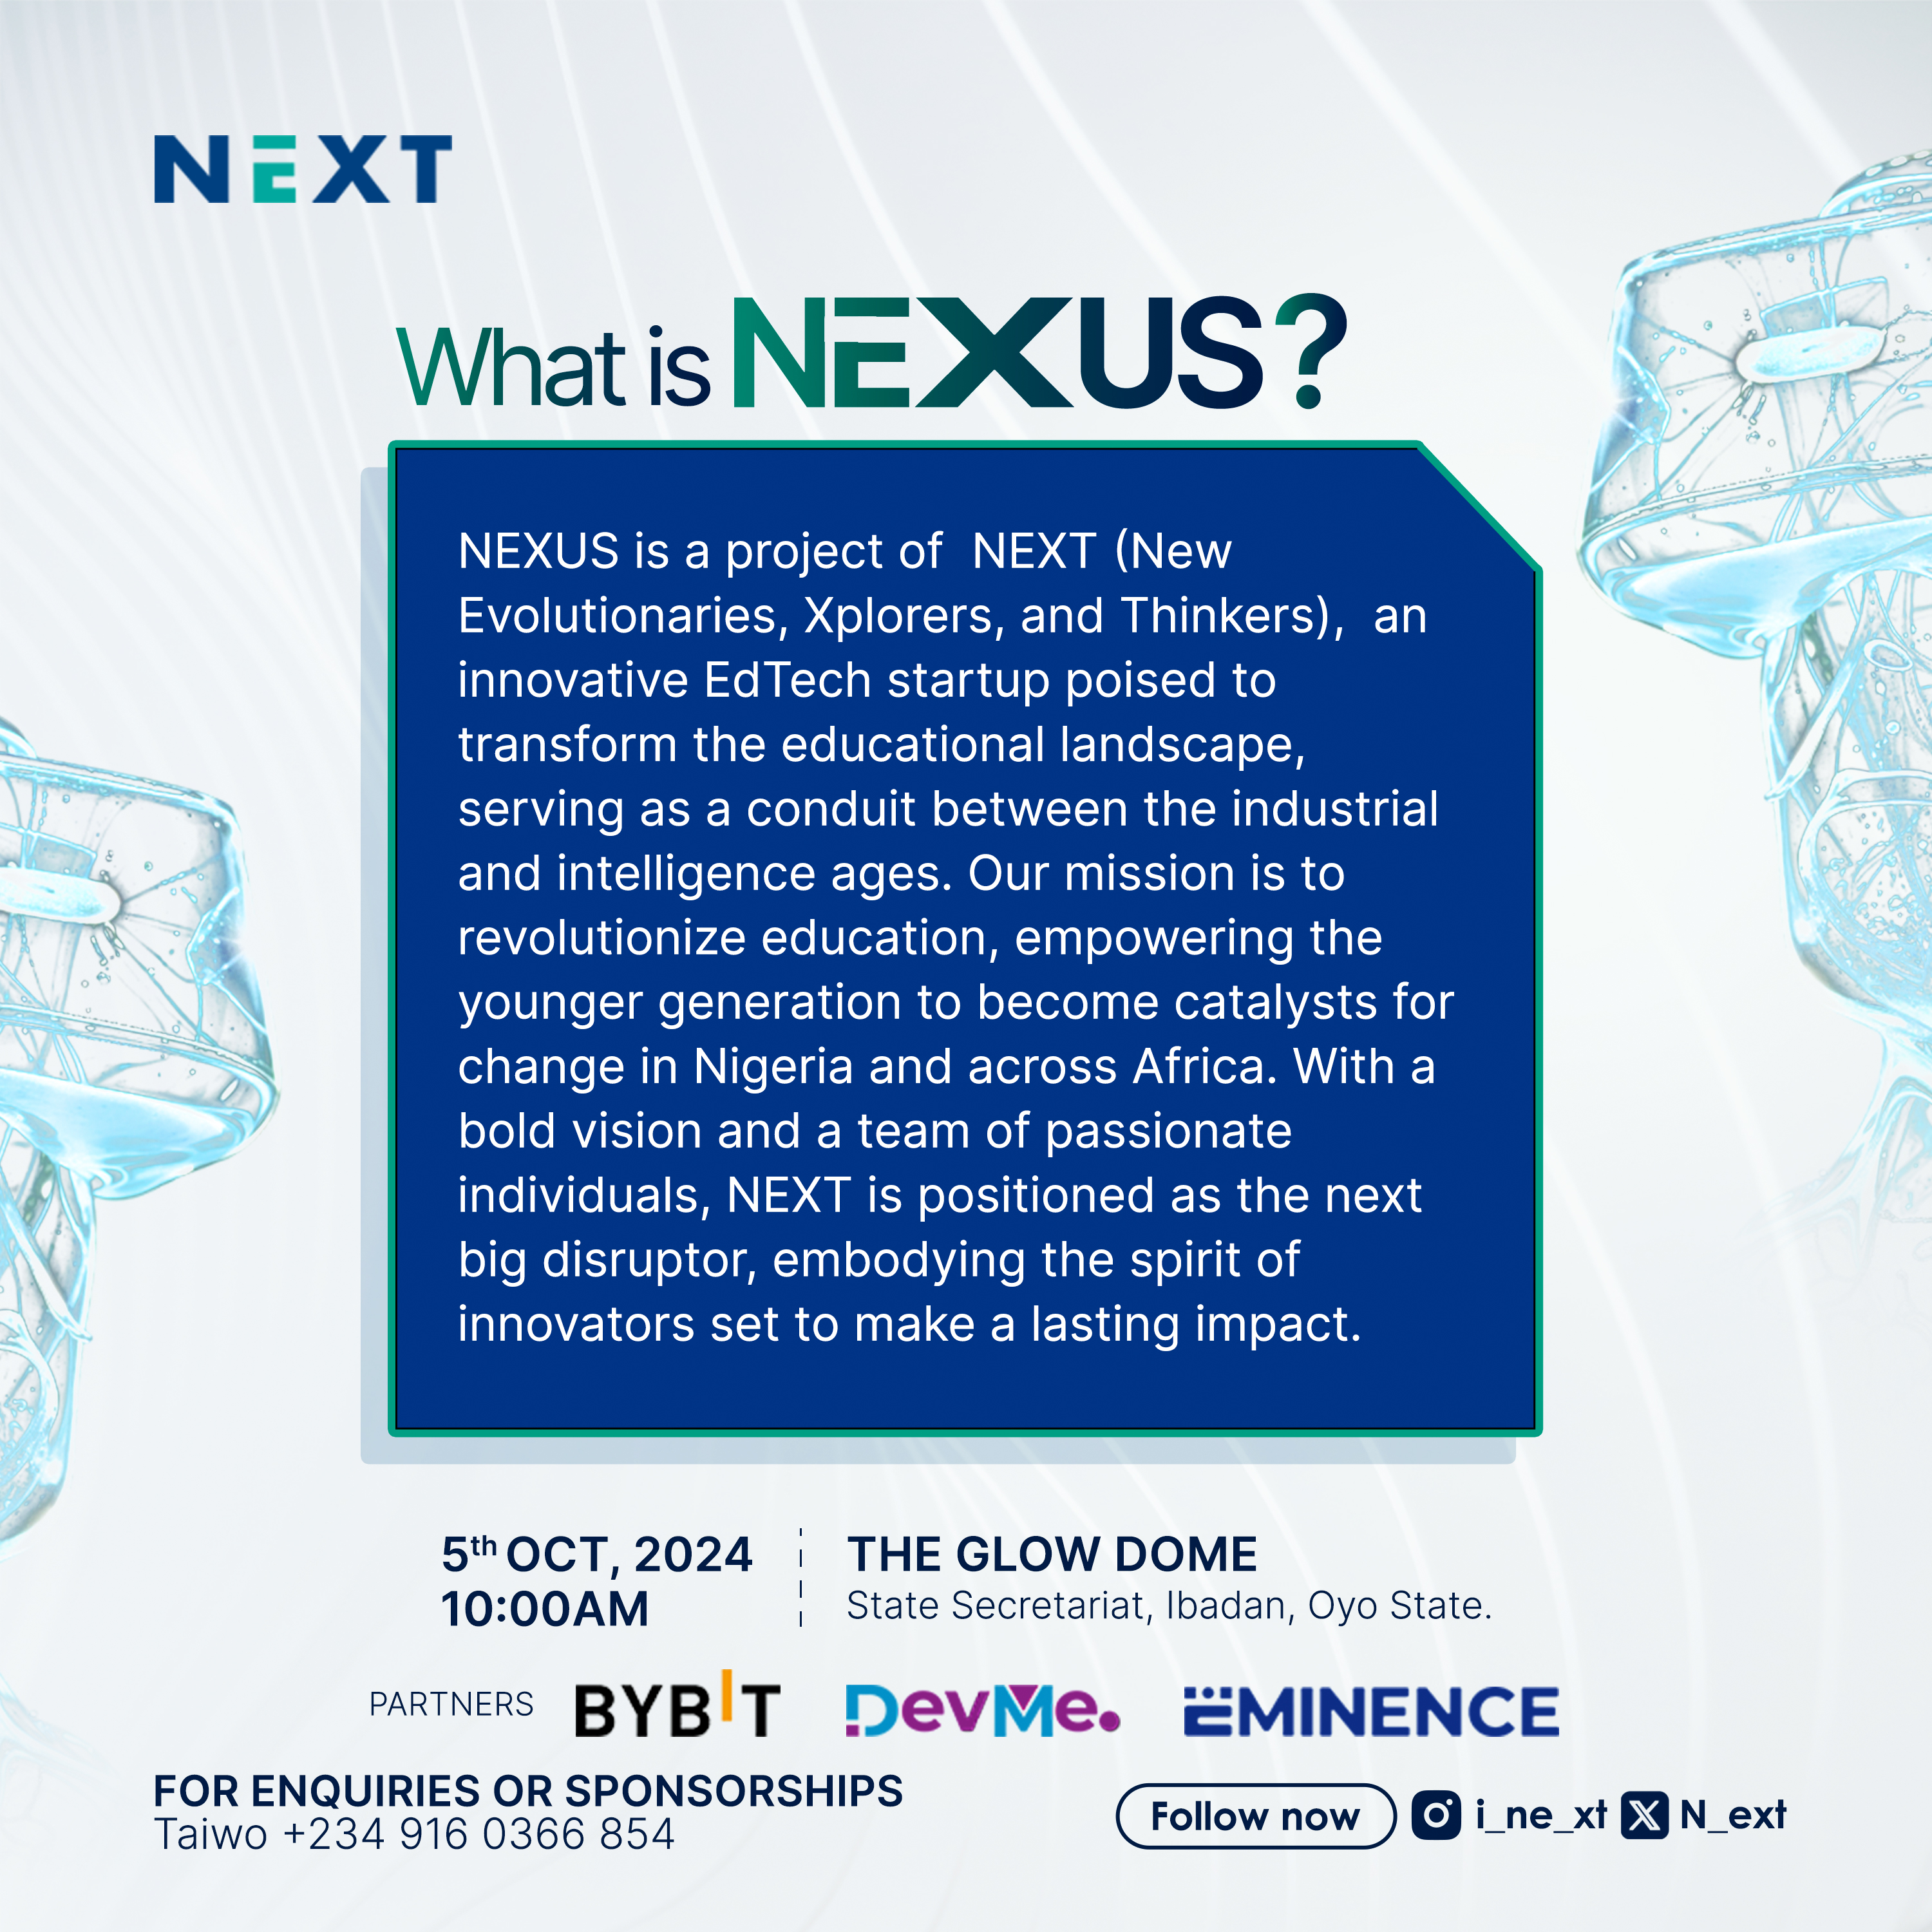 NEXT
What is NEXUS?
NEXUS is a project of  NEXT (New
Evolutionaries, Xplorers, and Thinkers),  an
innovative EdTech startup poised to
transform the educational landscape,
serving as a conduit between the industrial
and intelligence ages. Our mission is to
revolutionize education, empowering the
younger generation to become catalysts for
change in Nigeria and across Africa. With a
bold vision and a team of passionate
individuals, NEXT is positioned as the next
big disruptor, embodying the spirit of
innovators set to make a lasting impact.
5th OCT, 2024
10:00AM
THE GLOW DOME
State Secretariat, Ibadan, Oyo State.
PARTNERS BYBIT DevMe. EMINENCE
FOR ENQUIRIES OR SPONSORSHIPS
Taiwo +234 916 0366 854
Follow now i_ne_xt N_ext